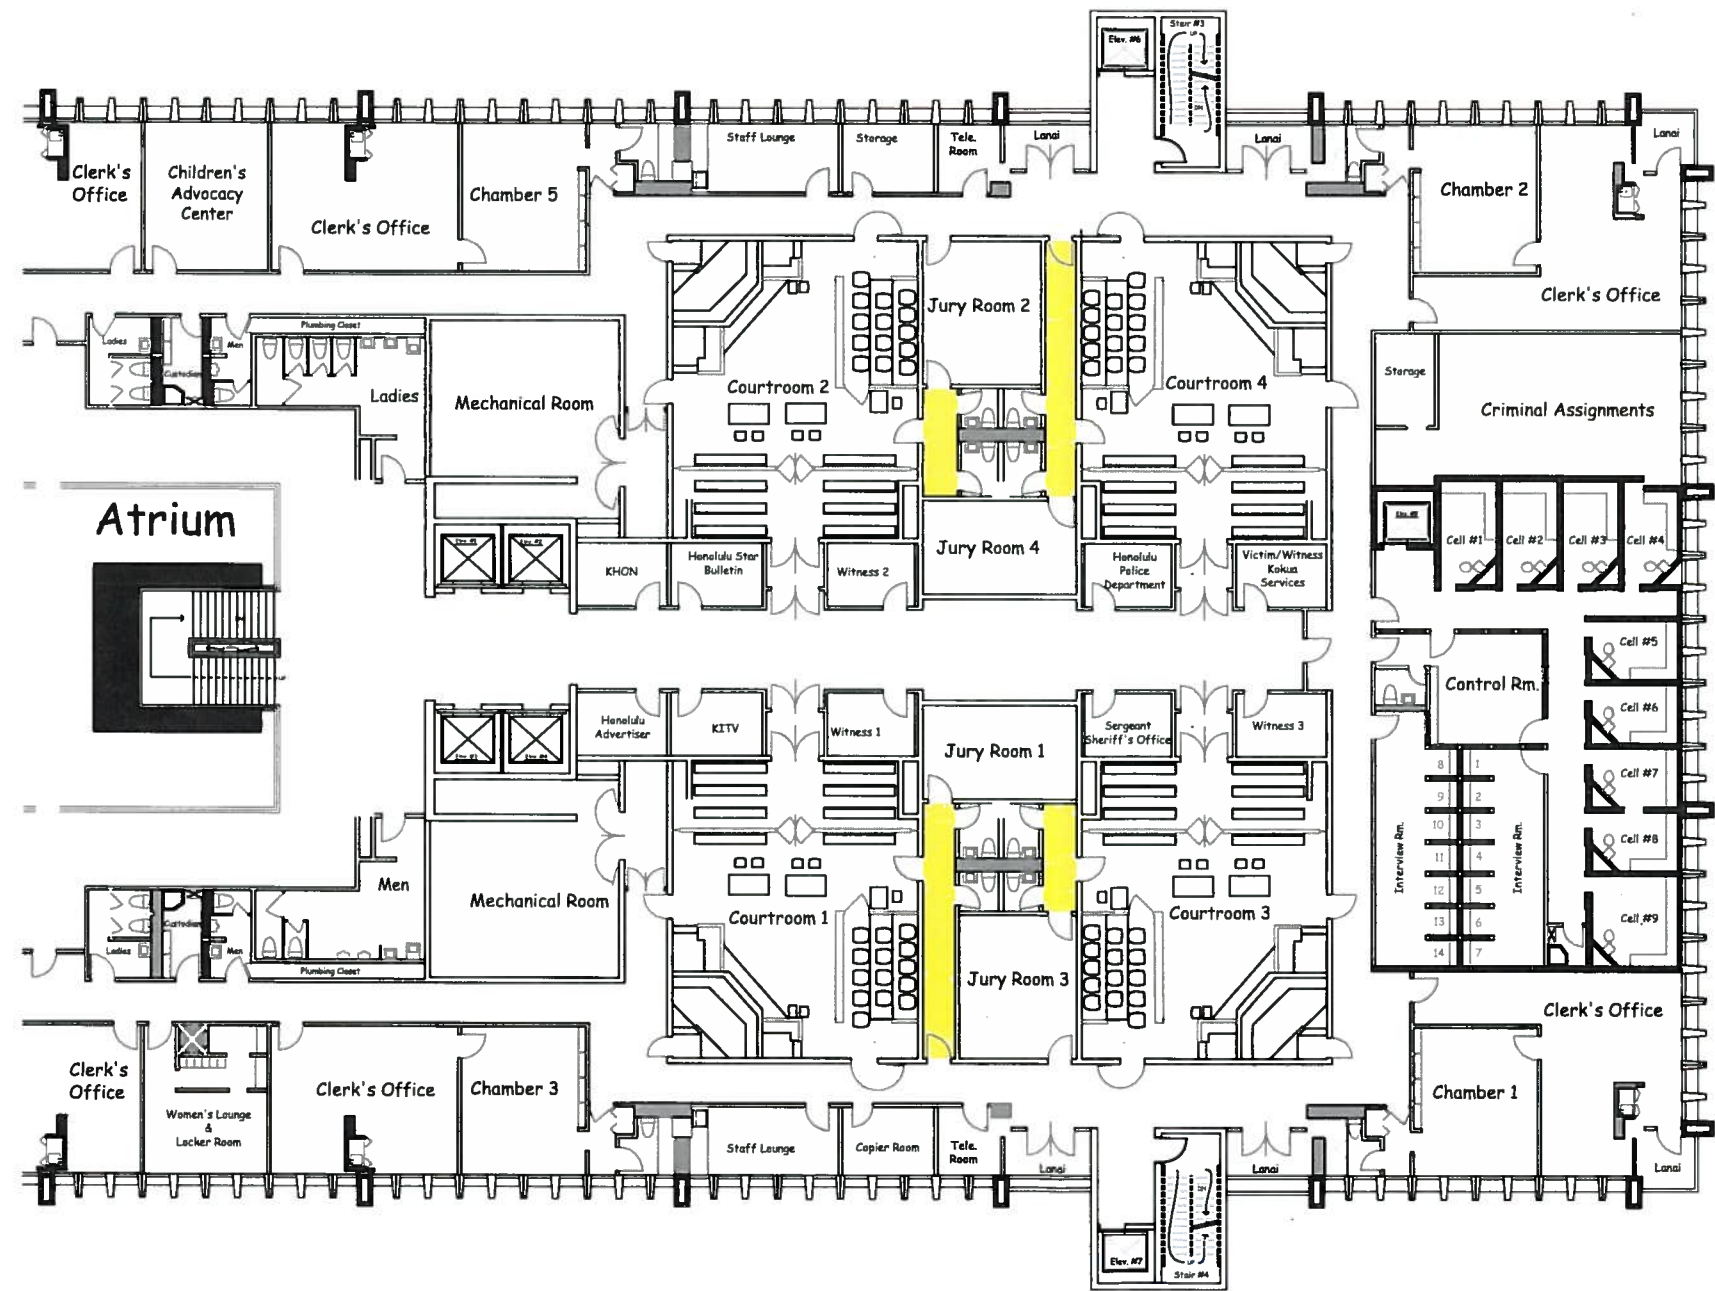 Stair #3
Elev. #6
UP
DN
Clerk's
Office
Children's
Advocacy
Center
Clerk's Office
Chamber 5
Staff Lounge
Storage
Tele.
Room
Lanai
Lanai
Chamber 2
Lanai
Clerk's Office
Ladies
Custodian
Men
Plumbing Closet
Ladies
Mechanical Room
Courtroom 2
Jury Room 2
Courtroom 4
Storage
Criminal Assignments
Atrium
KHON
Honolulu Star
Bulletin
Witness 2
Jury Room 4
Honolulu
Police
Department
Victim/Witness
Kokua
Services
Cell #1
Cell #2
Cell #3
Cell #4
Cell #5
Control Rm.
Cell #6
Honolulu
Advertiser
KITV
Witness 1
Jury Room 1
Sergeant
Sheriff's Office
Witness 3
Cell #7
8
1
9
2
10
3
11
4
12
5
13
6
14
7
Interview Rm.
Interview Rm.
Cell #8
Cell #9
Men
Mechanical Room
Courtroom 1
Jury Room 3
Courtroom 3
Ladies
Custodian
Men
Plumbing Closet
Clerk's Office
Clerk's
Office
Women's Lounge
&
Locker Room
Clerk's Office
Chamber 3
Staff Lounge
Copier Room
Tele.
Room
Lanai
Lanai
Chamber 1
Lanai
DN
UP
Elev. #7
Stair #4